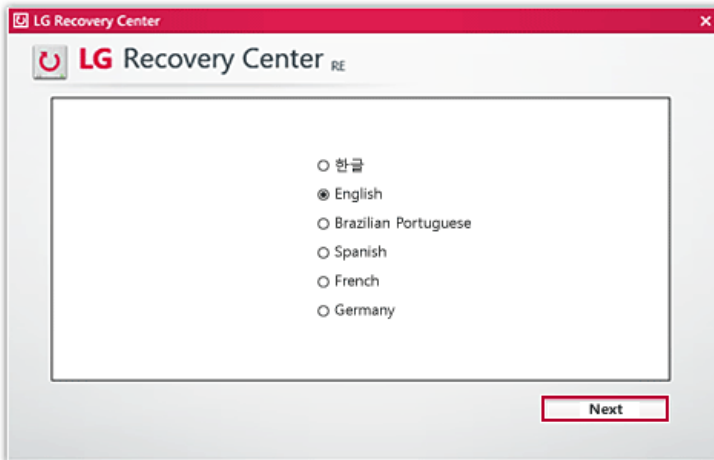 LG Recovery Center
LG Recovery Center RE
한글
English
Brazilian Portuguese
Spanish
French
Germany
Next